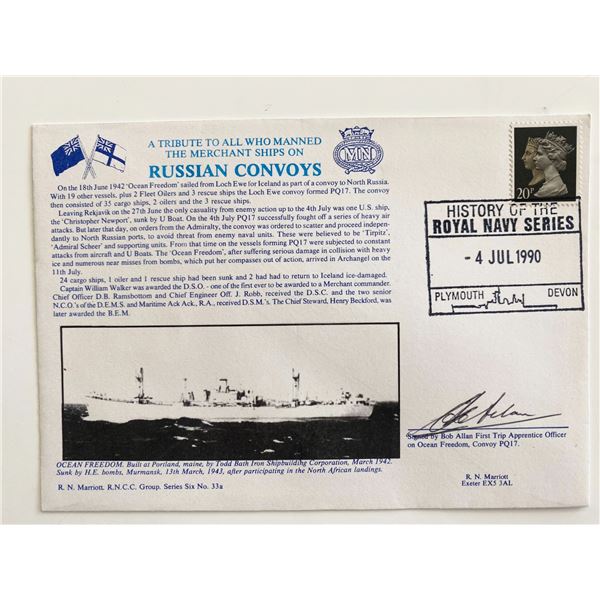 A TRIBUTE TO ALL WHO MANNED
THE MERCHANT SHIPS ON
RUSSIAN CONVOYS
MN
On the 18th June 1942 'Ocean Freedom' sailed from Loch Ewe for Iceland as part of a convoy to North Russia.
With 19 other vessels, plus 2 Fleet Oilers and 3 rescue ships the Loch Ewe convoy formed PQ17. The convoy
then consisted of 35 cargo ships, 2 oilers and the 3 rescue ships.
Leaving Rekjavik on the 27th June the only casualty from enemy action up to the 4th July was one U.S. ship,
the 'Christopher Newport', sunk by U Boat. On the 4th July PQ17 successfully fought off a series of heavy air
attacks. But later that day, on orders from the Admiralty, the convoy was ordered to scatter and proceed indepen-
dantly to North Russian ports, to avoid threat from enemy naval units. These were believed to be 'Tirpitz',
'Admiral Scheer' and supporting units. From that time on the vessels forming PQ17 were subjected to constant
attacks from aircraft and U Boats. The 'Ocean Freedom', after suffering serious damage in collision with heavy
ice and numerous near misses from bombs, which put her compasses out of action, arrived in Archangel on the
11th July.
24 cargo ships, 1 oiler and 1 rescue ship had been sunk and 2 had had to return to Iceland ice-damaged.
Captain William Walker was awarded the D.S.O. - one of the first ever to be awarded to a Merchant commander.
Chief Officer D.B. Ramsbottom and Chief Engineer Off. J. Robb, received the D.S.C. and the two senior
N.C.O.'s of the D.E.M.S. and Maritime Ack Ack., R.A., received D.S.M.'s. The Chief Steward, Henry Beckford, was
later awarded the B.E.M.
20P
HISTORY OF THE
ROYAL NAVY SERIES
- 4 JUL 1990
PLYMOUTH DEVON
Signed by Bob Allan First Trip Apprentice Officer
on Ocean Freedom, Convoy PQ17.
OCEAN FREEDOM. Built at Portland, maine, by Todd Bath Iron Shipbuilding Corporation, March 1942.
Sunk by H.E. bombs, Murmansk, 13th March, 1943, after participating in the North African landings.
R. N. Marriott. R.N.C.C. Group. Series Six No. 33a
R. N. Marriott
Exeter EX5 3AL